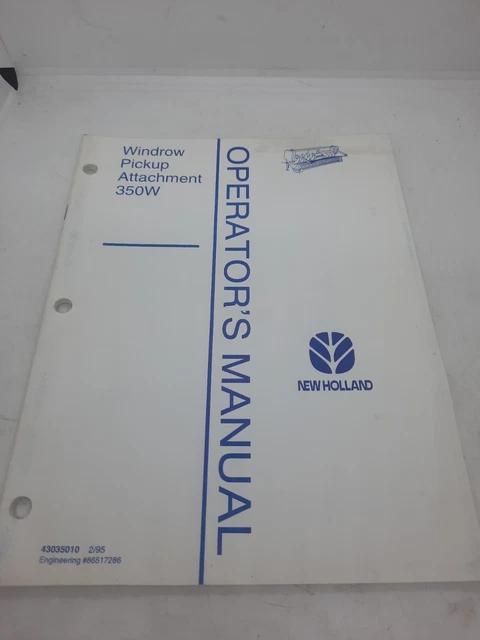 Windrow
Pickup
Attachment
350W
OPERATOR'S MANUAL
NEW HOLLAND
43035010 2/95
Engineering #86517286